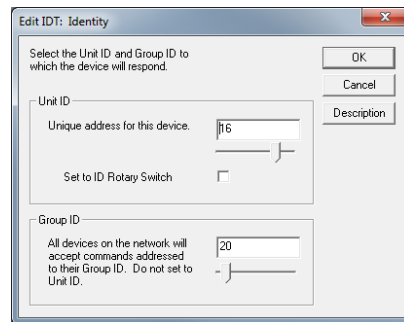 Edit IDT: Identity
Select the Unit ID and Group ID to
which the device will respond.
OK
Cancel
Description
Unit ID
Unique address for this device.
16
Set to ID Rotary Switch
Group ID
All devices on the network will
accept commands addressed
to their Group ID. Do not set to
Unit ID.
20